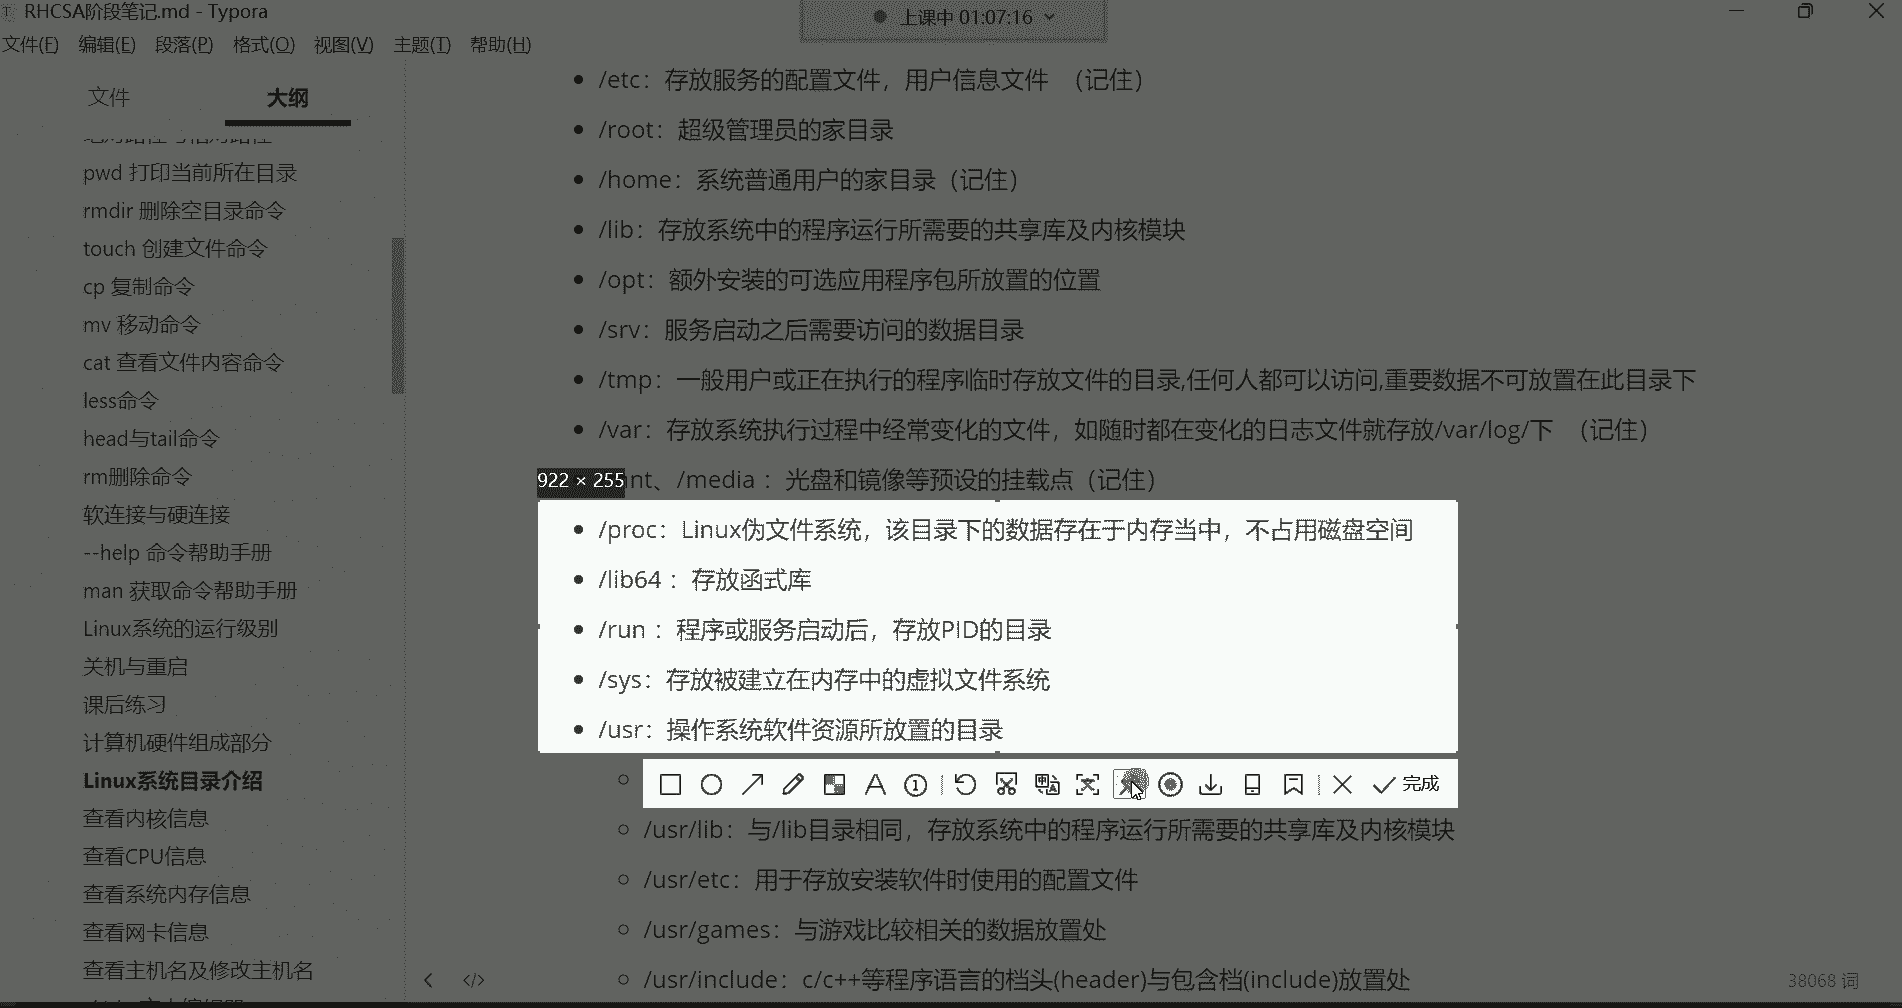 RHCSA阶段笔记.md - Typora
上课中 01:07:16
文件(F) 编辑(E) 段落(P) 格式(O) 视图(V) 主题(T) 帮助(H)
文件 大纲
pwd 打印当前所在目录
rmdir 删除空目录命令
touch 创建文件命令
cp 复制命令
mv 移动命令
cat 查看文件内容命令
less命令
head与tail命令
rm删除命令
软连接与硬连接
--help 命令帮助手册
man 获取命令帮助手册
Linux系统的运行级别
关机与重启
课后练习
计算机硬件组成部分
Linux系统目录介绍
查看内核信息
查看CPU信息
查看系统内存信息
查看网卡信息
查看主机名及修改主机名
/etc：存放服务的配置文件，用户信息文件 （记住）
/root：超级管理员的家目录
/home：系统普通用户的家目录（记住）
/lib：存放系统中的程序运行所需要的共享库及内核模块
/opt：额外安装的可选应用程序包所放置的位置
/srv：服务启动之后需要访问的数据目录
/tmp：一般用户或正在执行的程序临时存放文件的目录,任何人都可以访问,重要数据不可放置在此目录下
/var：存放系统执行过程中经常变化的文件，如随时都在变化的日志文件就存放/var/log/下 （记住）
922 × 255
nt、/media：光盘和镜像等预设的挂载点（记住）
/proc：Linux伪文件系统，该目录下的数据存在于内存当中，不占用磁盘空间
/lib64：存放函式库
/run：程序或服务启动后，存放PID的目录
/sys：存放被建立在内存中的虚拟文件系统
/usr：操作系统软件资源所放置的目录
完成
/usr/lib：与/lib目录相同，存放系统中的程序运行所需要的共享库及内核模块
/usr/etc：用于存放安装软件时使用的配置文件
/usr/games：与游戏比较相关的数据放置处
/usr/include：c/c++等程序语言的档头(header)与包含档(include)放置处
38068 词